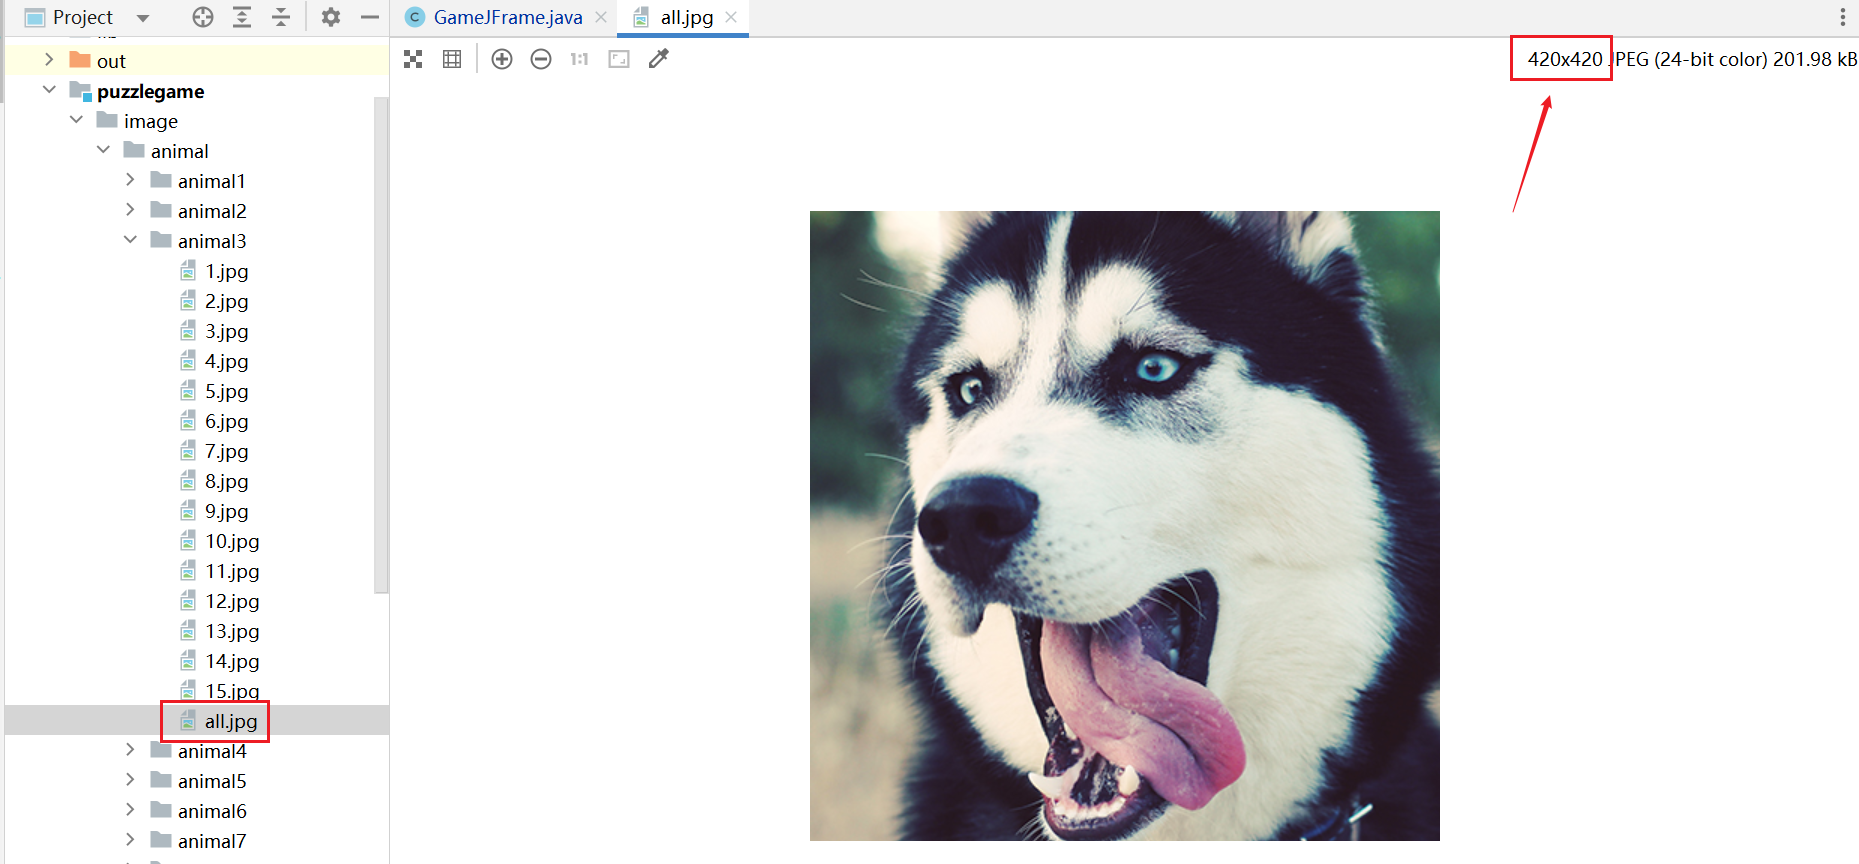 Project
GameJFrame.java
all.jpg
1:1
420x420 JPEG (24-bit color) 201.98 kB
out
puzzlegame
image
animal
animal1
animal2
animal3
1.jpg
2.jpg
3.jpg
4.jpg
5.jpg
6.jpg
7.jpg
8.jpg
9.jpg
10.jpg
11.jpg
12.jpg
13.jpg
14.jpg
15.jpg
all.jpg
animal4
animal5
animal6
animal7